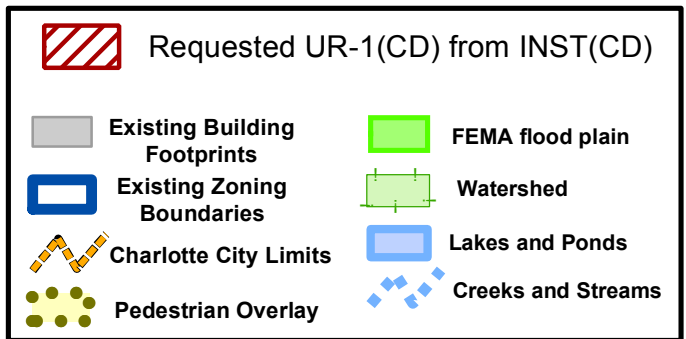 Requested UR-1(CD) from INST(CD)
Existing Building
Footprints
Existing Zoning
Boundaries
Charlotte City Limits
Pedestrian Overlay
FEMA flood plain
Watershed
Lakes and Ponds
Creeks and Streams